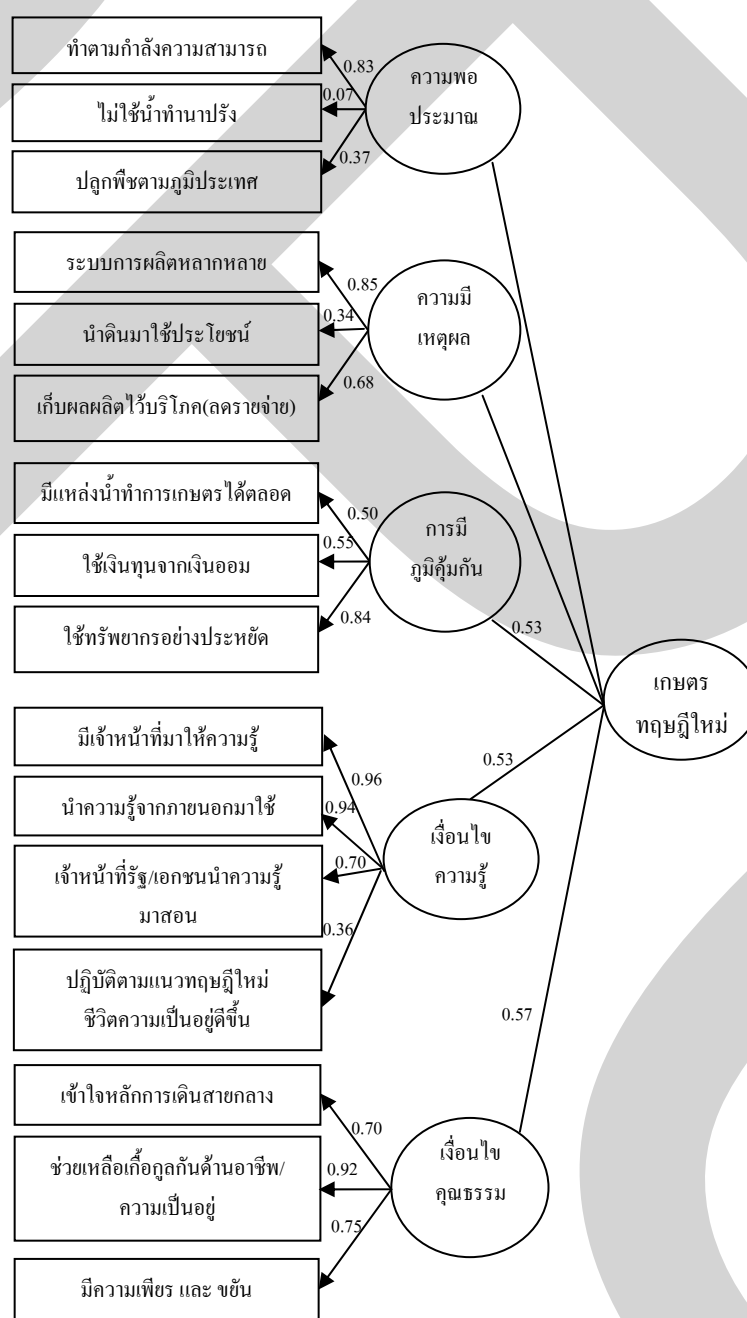 ทำตามกำลังความสามารถ
0.83
ความพอ
ประมาณ
ไม่ใช้น้ำทำนาปรัง
0.07
ปลูกพืชตามภูมิประเทศ
0.37
ระบบการผลิตหลากหลาย
0.85
ความมี
เหตุผล
นำดินมาใช้ประโยชน์
0.34
เก็บผลผลิตไว้บริโภค(ลดรายจ่าย)
0.68
มีแหล่งน้ำทำการเกษตรได้ตลอด
0.50
การมี
ภูมิคุ้มกัน
ใช้เงินทุนจากเงินออม
0.55
ใช้ทรัพยากรอย่างประหยัด
0.84
0.53
เกษตร
ทฤษฎีใหม่
มีเจ้าหน้าที่มาให้ความรู้
0.96
0.53
นำความรู้จากภายนอกมาใช้
0.94
เงื่อนไข
ความรู้
เจ้าหน้าที่รัฐ/เอกชนนำความรู้
มาสอน
0.70
0.36
ปฏิบัติตามแนวทฤษฎีใหม่
ชีวิตความเป็นอยู่ดีขึ้น
0.57
เข้าใจหลักการเดินสายกลาง
0.70
เงื่อนไข
คุณธรรม
ช่วยเหลือเกื้อกูลกันด้านอาชีพ/
ความเป็นอยู่
0.92
0.75
มีความเพียร และ ขยัน